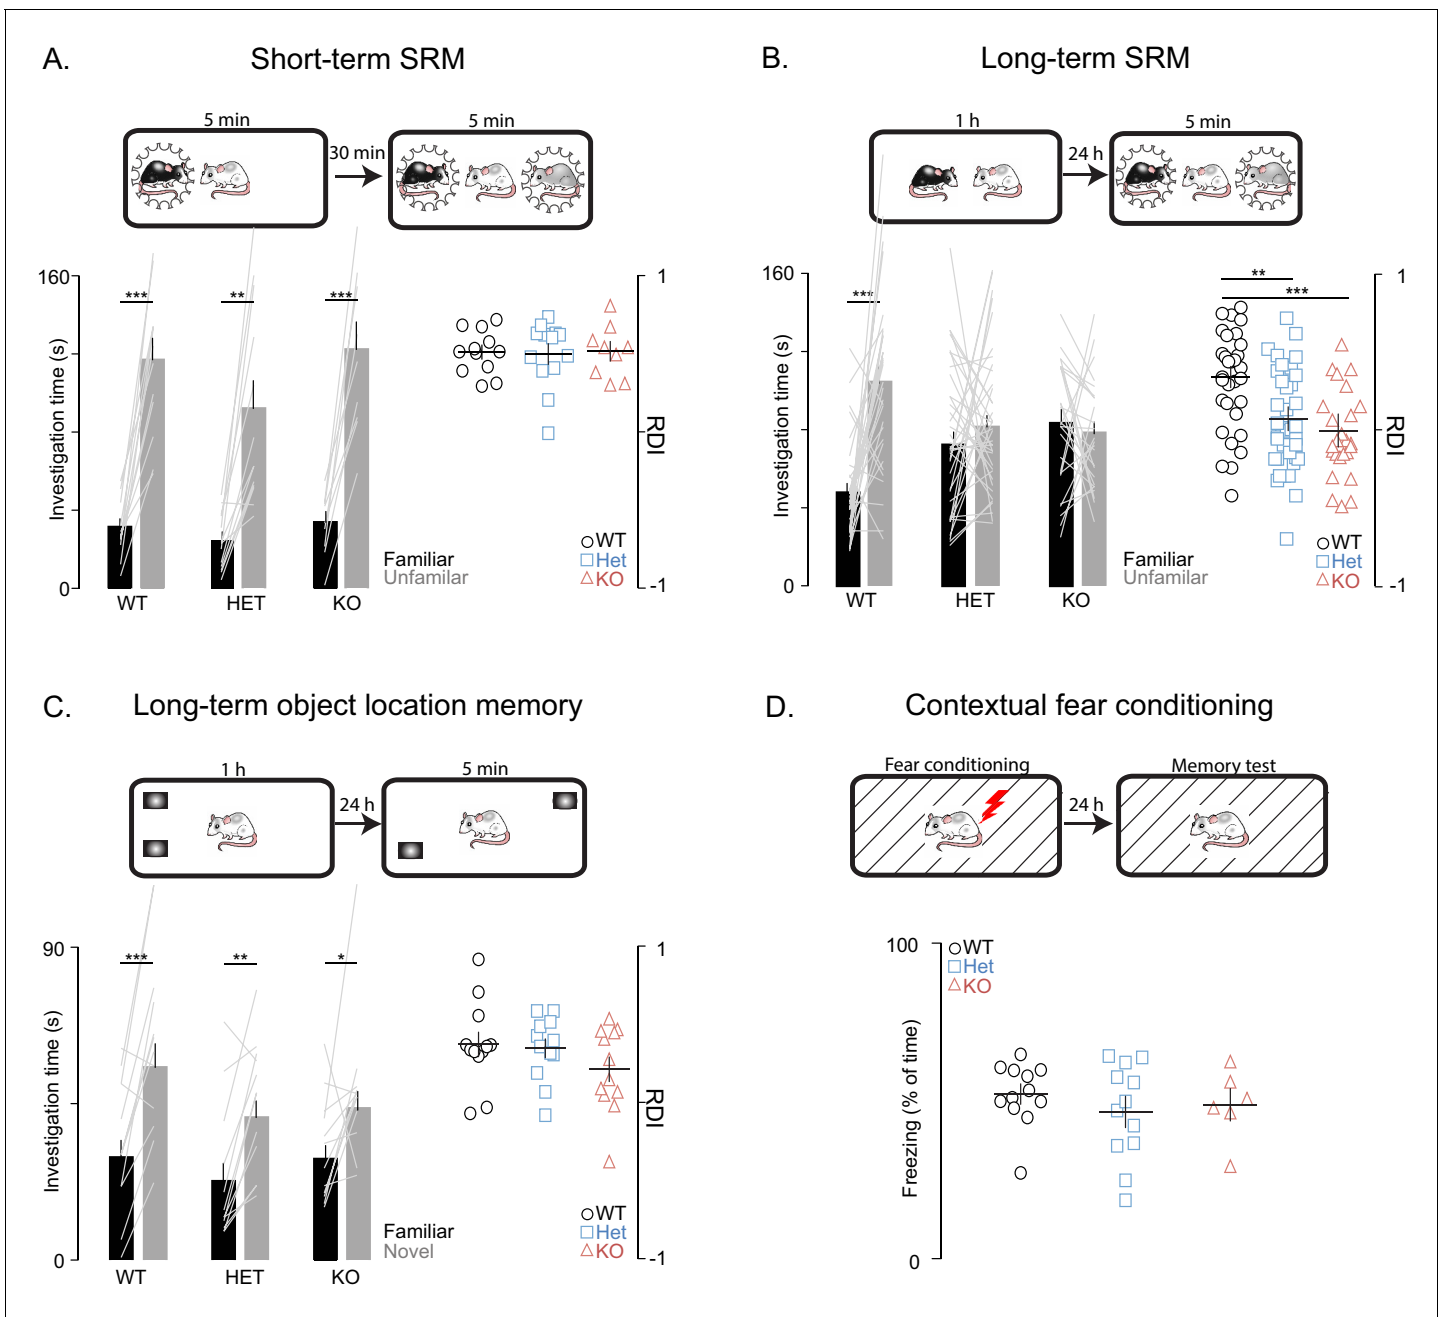 A. Short-term SRM
5 min
30 min
5 min
160
Investigation time (s)
0
***
**
***
WT
HET
KO
Familiar
Unfamilar
1
RDI
-1
WT
Het
KO
B. Long-term SRM
1 h
24 h
5 min
160
Investigation time (s)
0
***
WT
HET
KO
Familiar
Unfamilar
**
***
1
RDI
-1
WT
Het
KO
C. Long-term object location memory
1 h
24 h
5 min
90
Investigation time (s)
0
***
**
*
WT
HET
KO
Familiar
Novel
1
RDI
-1
WT
Het
KO
D. Contextual fear conditioning
Fear conditioning
24 h
Memory test
100
Freezing (% of time)
0
WT
Het
KO